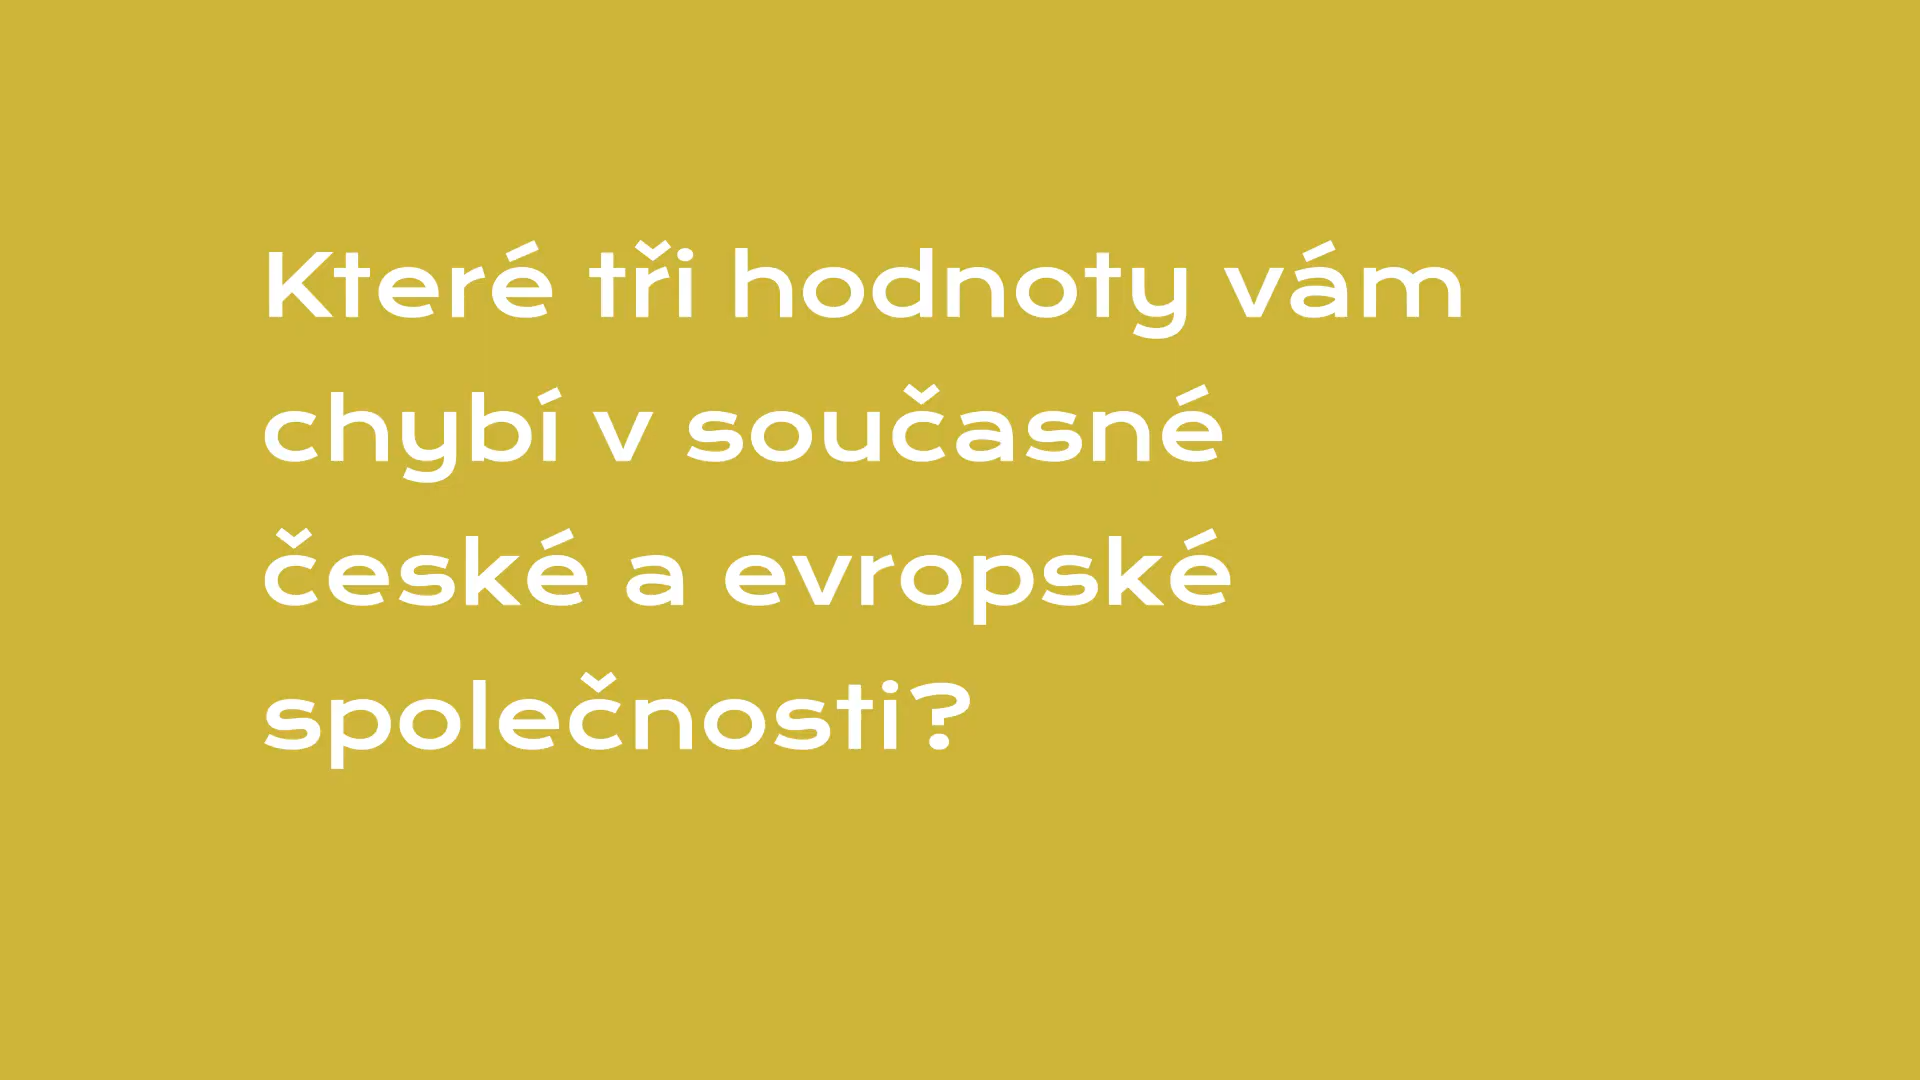 Které tři hodnoty vám
chybí v současné
české a evropské
společnosti?